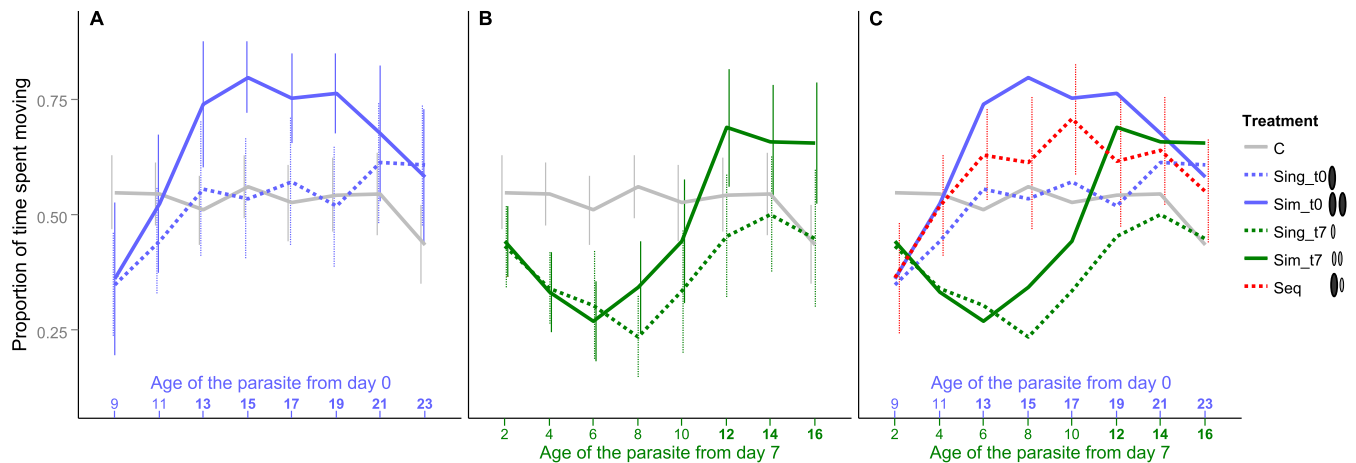 A B C
Proportion of time spent moving
0.75
0.50
0.25
Age of the parasite from day 0
9 11 13 15 17 19 21 23
2 4 6 8 10 12 14 16
Age of the parasite from day 7
Age of the parasite from day 0
9 11 13 15 17 19 21 23
2 4 6 8 10 12 14 16
Age of the parasite from day 7
Treatment
C
Sing_t0
Sim_t0
Sing_t7
Sim_t7
Seq